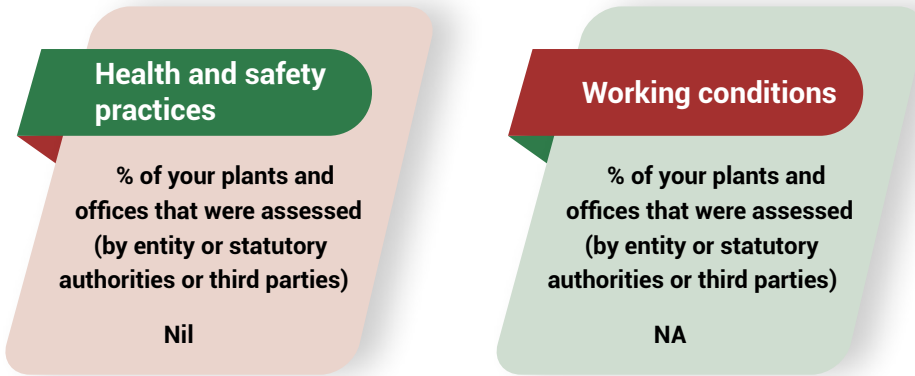 Health and safety
practices
% of your plants and
offices that were assessed
(by entity or statutory
authorities or third parties)
Nil
Working conditions
% of your plants and
offices that were assessed
(by entity or statutory
authorities or third parties)
NA